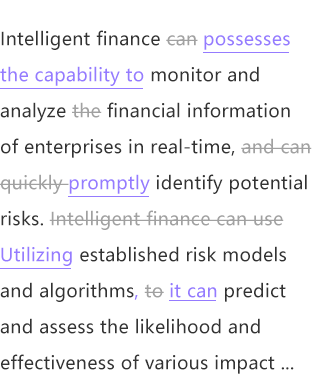 Intelligent finance can possesses
the capability to monitor and
analyze the financial information
of enterprises in real-time, and can
quickly promptly identify potential
risks. Intelligent finance can use
Utilizing established risk models
and algorithms, to it can predict
and assess the likelihood and
effectiveness of various impact ...